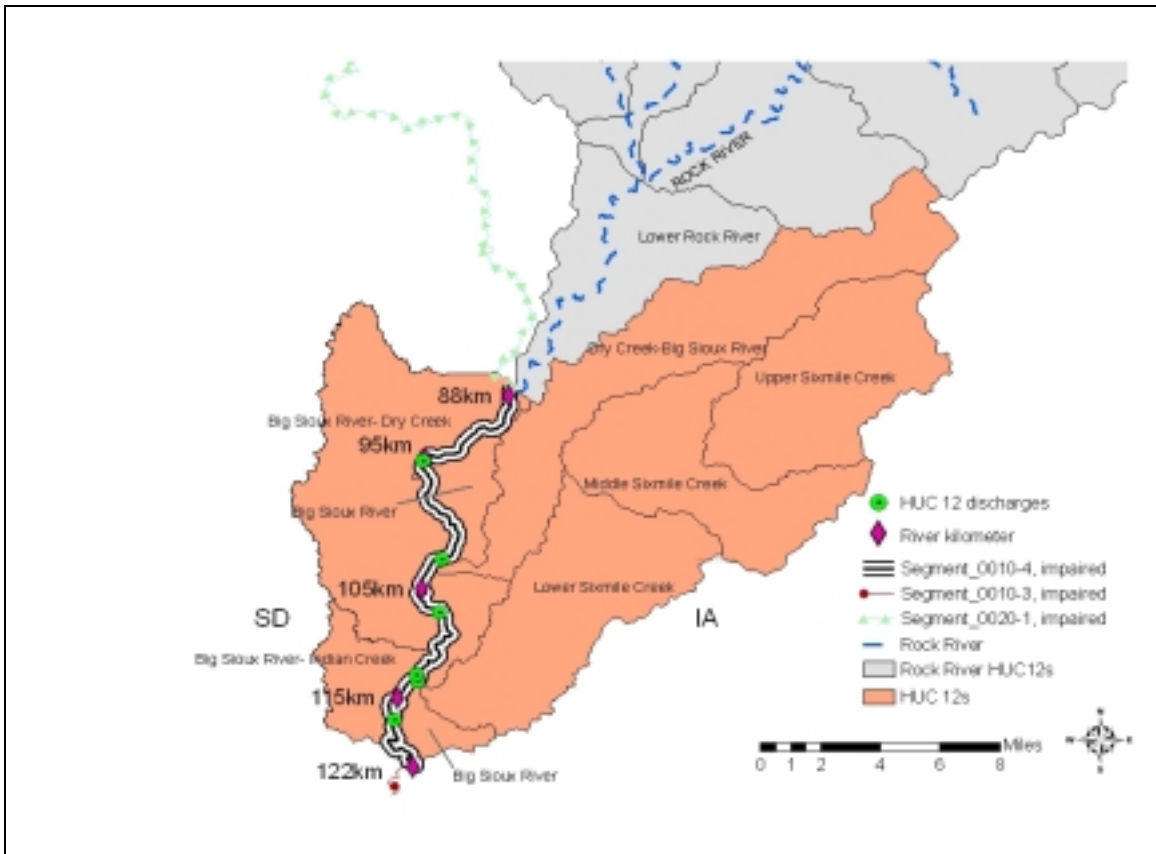 ROCK RIVER
Lower Rock River
Dry Creek-Big Sioux River
Upper Sixmile Creek
88km
Big Sioux River- Dry Creek
95km
Middle Sixmile Creek
Big Sioux River
HUC 12 discharges
River kilometer
Segment_0010-4, impaired
105km
Lower Sixmile Creek
Segment_0010-3, impaired
SD
IA
Segment_0020-1, impaired
Rock River
Big Sioux River- Indian Creek
Rock River HUC12s
115km
HUC 12s
N
W
E
S
Miles
0 1 2 4 6 8
122km
Big Sioux River